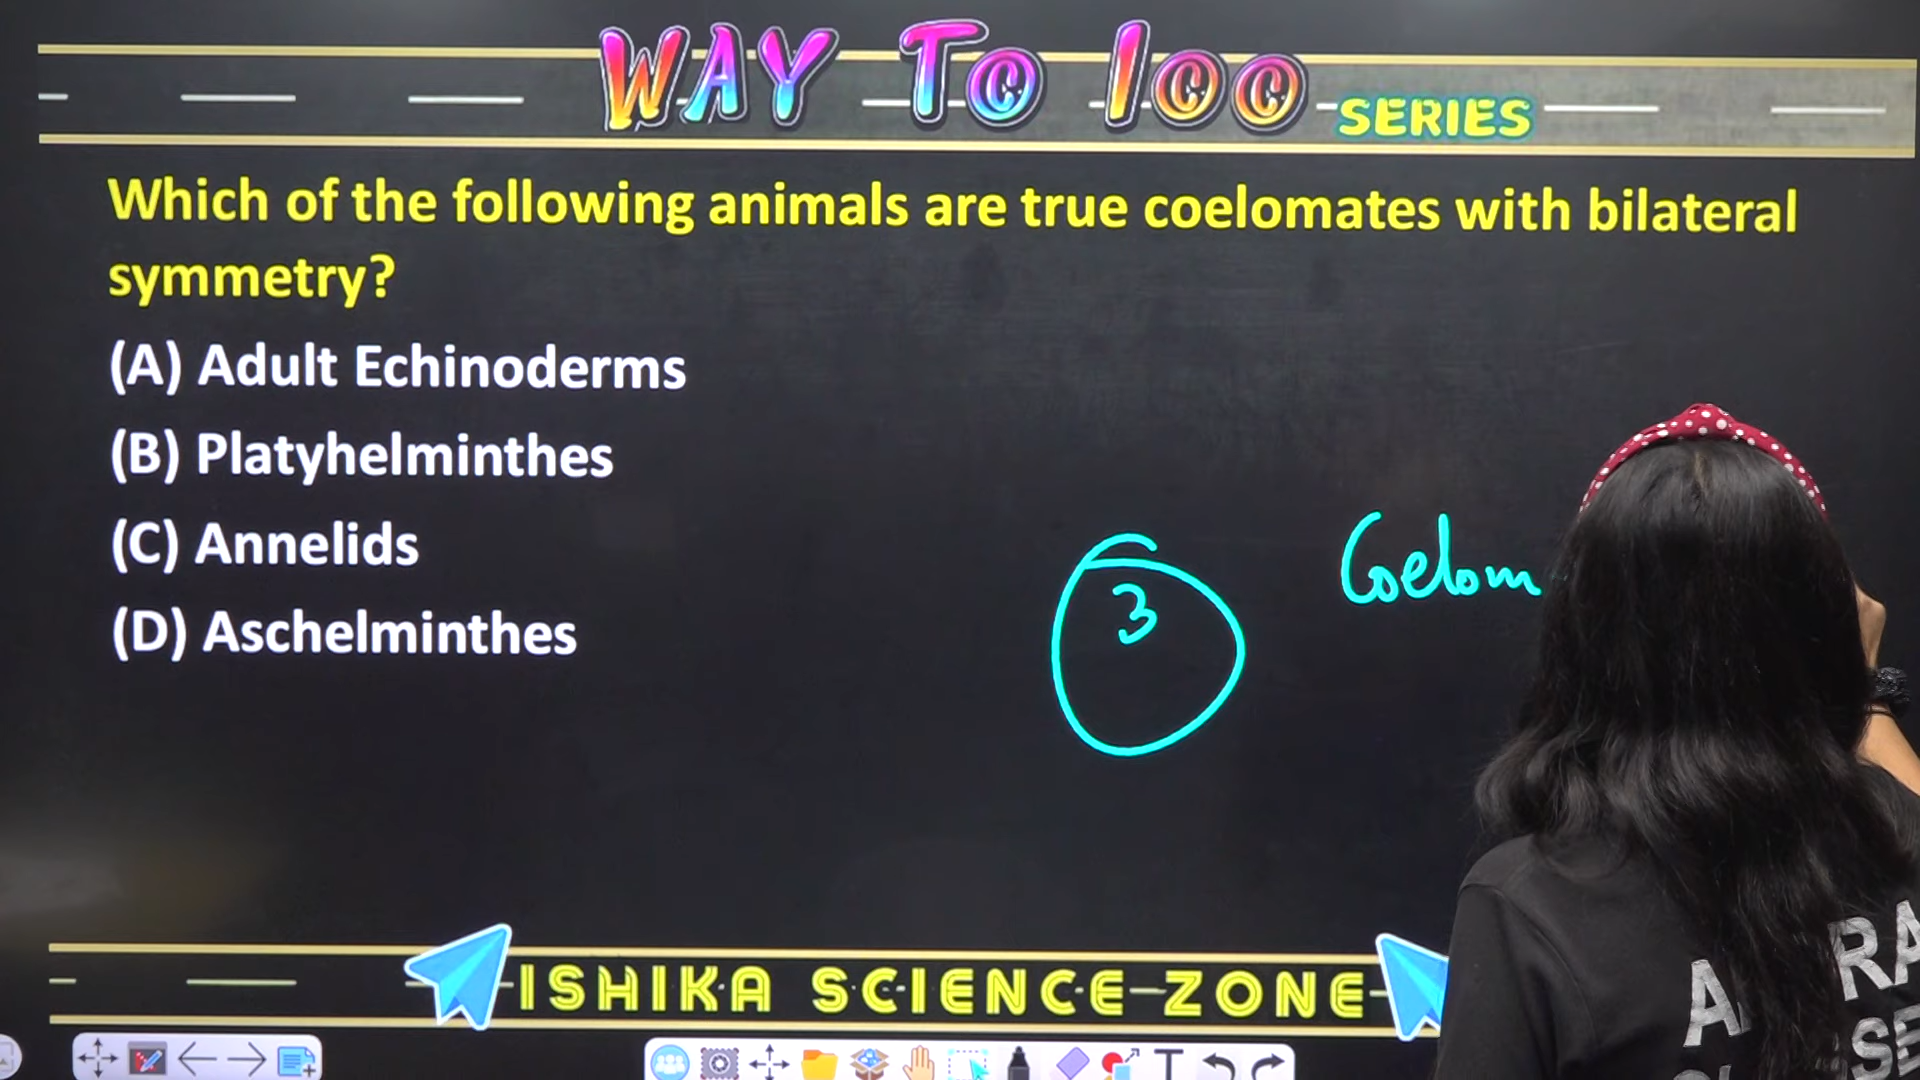 WAY TO 100 SERIES
Which of the following animals are true coelomates with bilateral
symmetry?
(A) Adult Echinoderms
(B) Platyhelminthes
(C) Annelids
(D) Aschelminthes
3
Coelom
ISHIKA SCIENCE ZONE
T